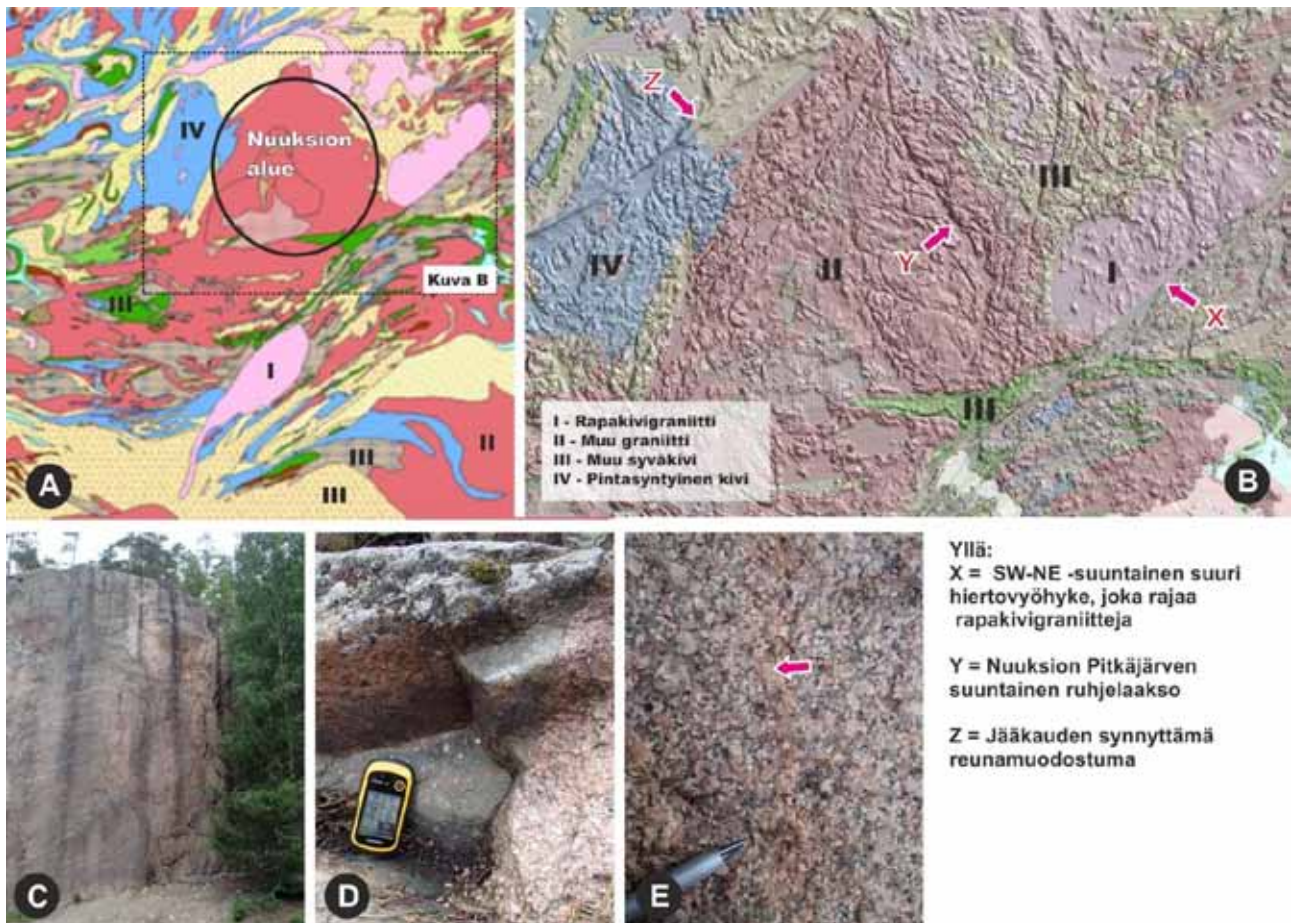 IV
Nuuksion
alue
Kuva B
III
I
II
III
III
A
Z
III
IV
Y
II
I
X
III
I - Rapakivigraniitti
II - Muu graniitti
III - Muu syväkivi
IV - Pintasyntyinen kivi
B
C
D
E
Yllä:
X = SW-NE -suuntainen suuri
hiertovyöhyke, joka rajaa
rapakivigraniitteja
Y = Nuuksion Pitkäjärven
suuntainen ruhjelaakso
Z = Jääkauden synnyttämä
reunamuodostuma